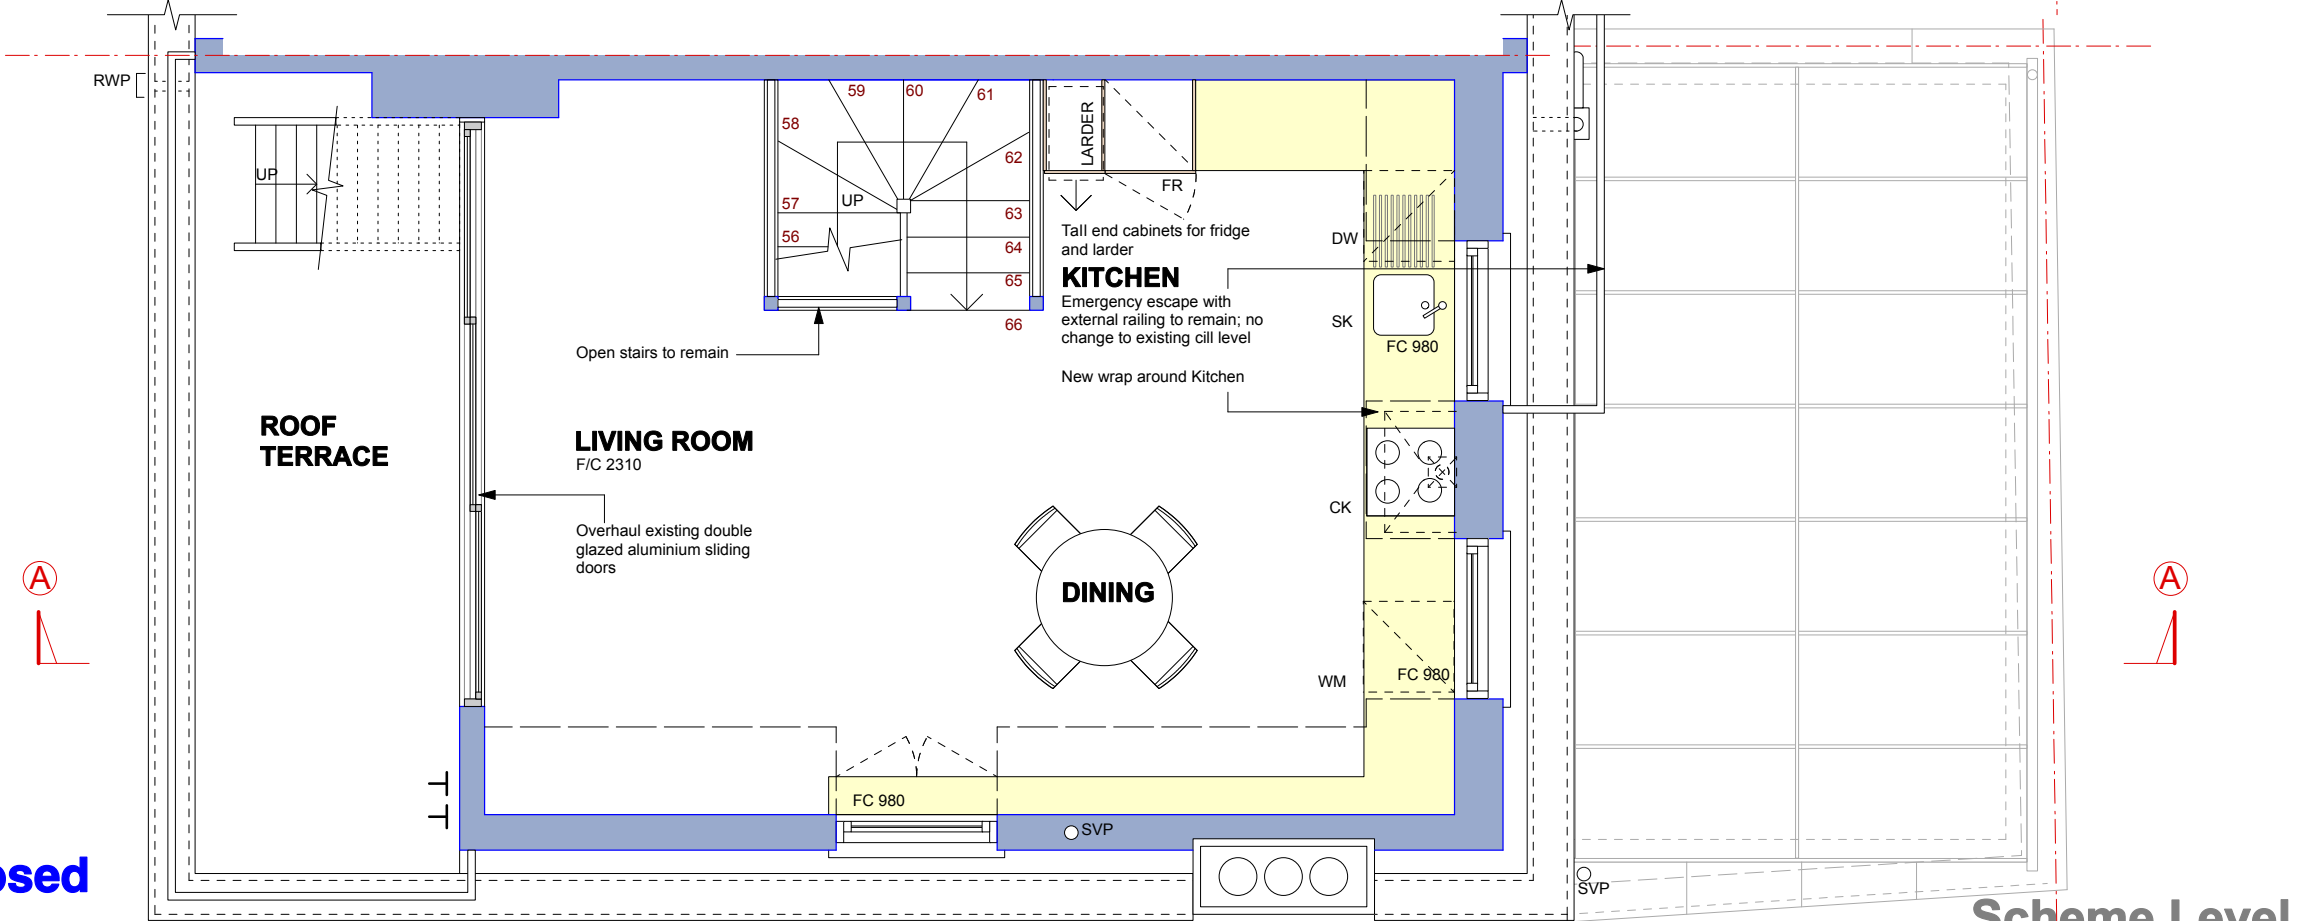 RWP
UP
59
60
61
58
62
57
UP
63
56
64
65
66
LARDER
FR
Tall end cabinets for fridge
and larder
KITCHEN
Emergency escape with
external railing to remain; no
change to existing cill level
New wrap around Kitchen
DW
SK
FC 980
Open stairs to remain
ROOF
TERRACE
LIVING ROOM
F/C 2310
Overhaul existing double
glazed aluminium sliding
doors
CK
DINING
A
A
WM
FC 980
FC 980
SVP
SVP
osed
Scheme Level